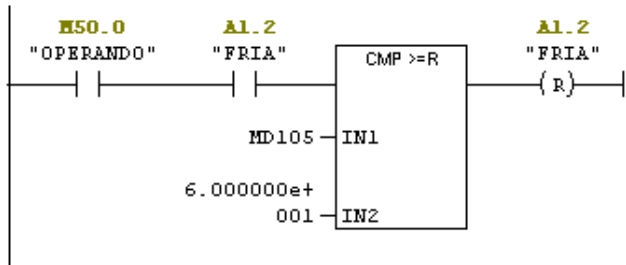 M50.0
"OPERANDO"
A1.2
"FRIA"
CMP >=R
A1.2
"FRIA"
( R )
MD105
IN1
6.000000e+
001
IN2